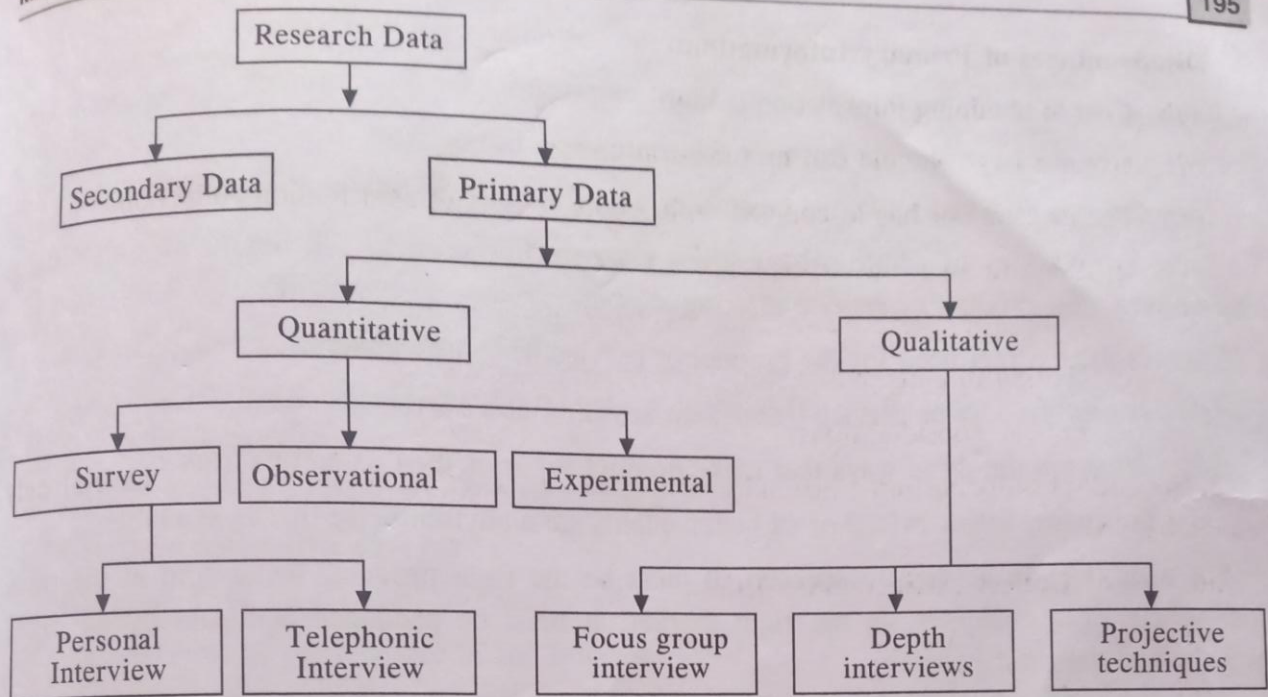 195
Research Data
Secondary Data
Primary Data
Quantitative
Qualitative
Survey
Observational
Experimental
Personal
Interview
Telephonic
Interview
Focus group
interview
Depth
interviews
Projective
techniques